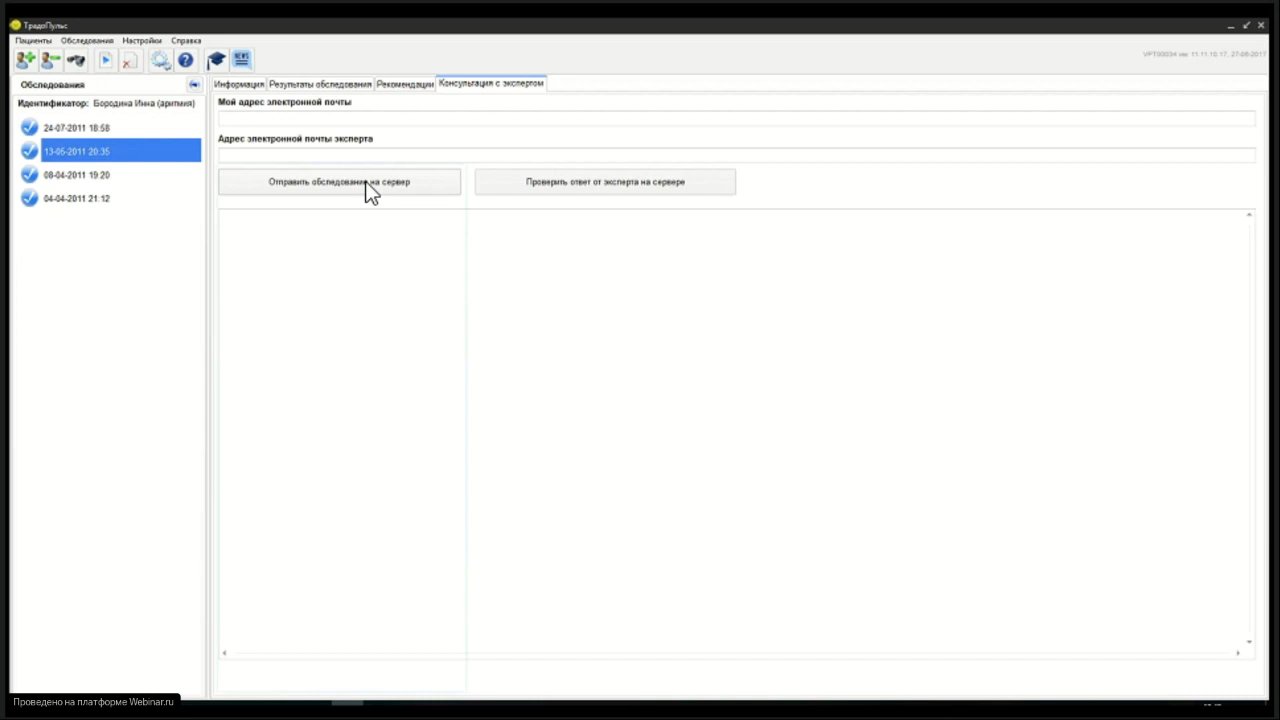 ТрадоПульс
Пациенты Обследования Настройки Справка
NEWS
Обследования
Идентификатор: Бородина Инна (аритмия)
24-07-2011 18:58
13-05-2011 20:35
08-04-2011 19:20
04-04-2011 21:12
Информация Результаты обследования Рекомендации Консультация с экспертом
Мой адрес электронной почты
Адрес электронной почты эксперта
Отправить обследование на сервер
Проверить ответ от эксперта на сервере
Проведено на платформе Webinar.ru